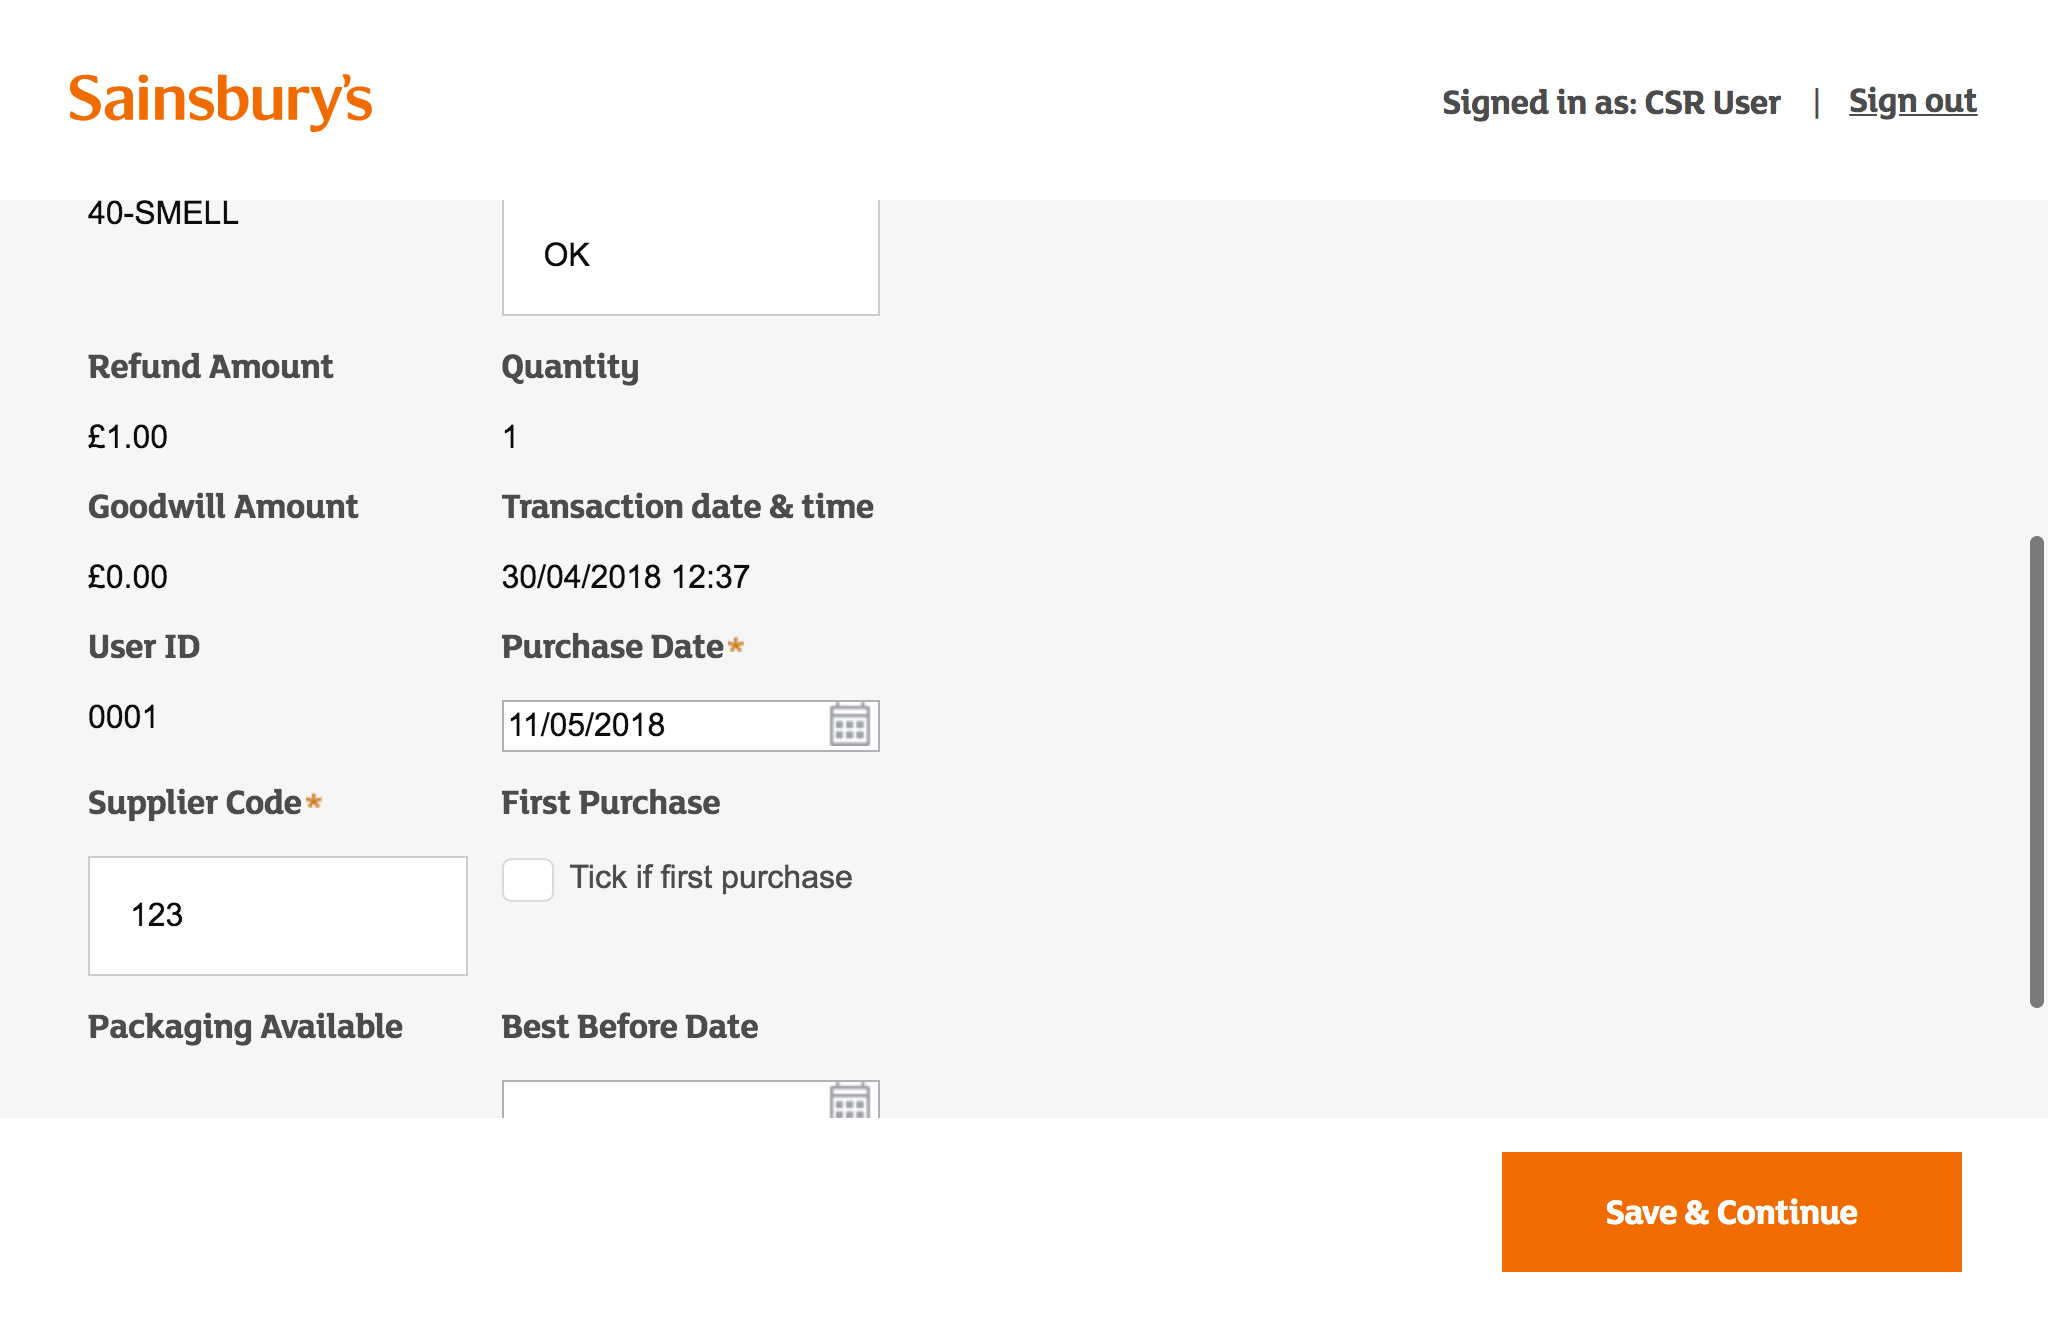 Sainsbury's
Signed in as: CSR User | Sign out
40-SMELL
OK
Refund Amount
Quantity
£1.00
1
Goodwill Amount
Transaction date & time
£0.00
30/04/2018 12:37
User ID
Purchase Date*
0001
11/05/2018
Supplier Code*
First Purchase
123
Tick if first purchase
Packaging Available
Best Before Date
Save & Continue